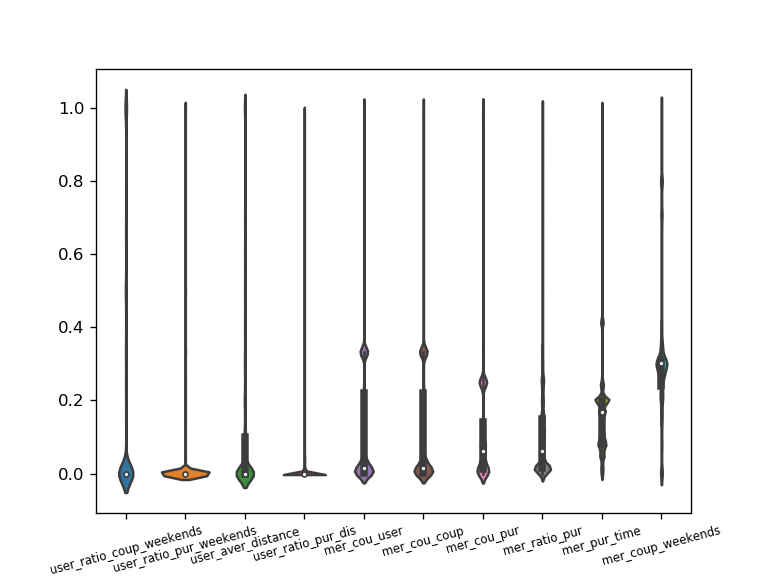 1.0
0.8
0.6
0.4
0.2
0.0
user_ratio_coup_weekends
user_ratio_pur_weekends
user_aver_distance
user_ratio_pur_dis
mer_cou_user
mer_cou_coup
mer_cou_pur
mer_ratio_pur
mer_pur_time
mer_coup_weekends